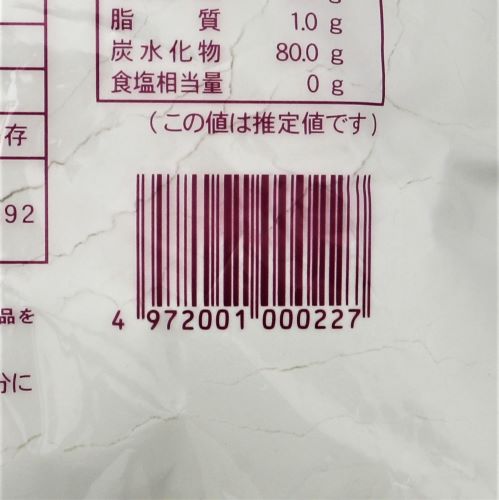 g
脂 質 1.0 g
炭水化物 80.0 g
食塩相当量 0 g
(この値は推定値です)
存
92
品を
分に
4 972001 000227